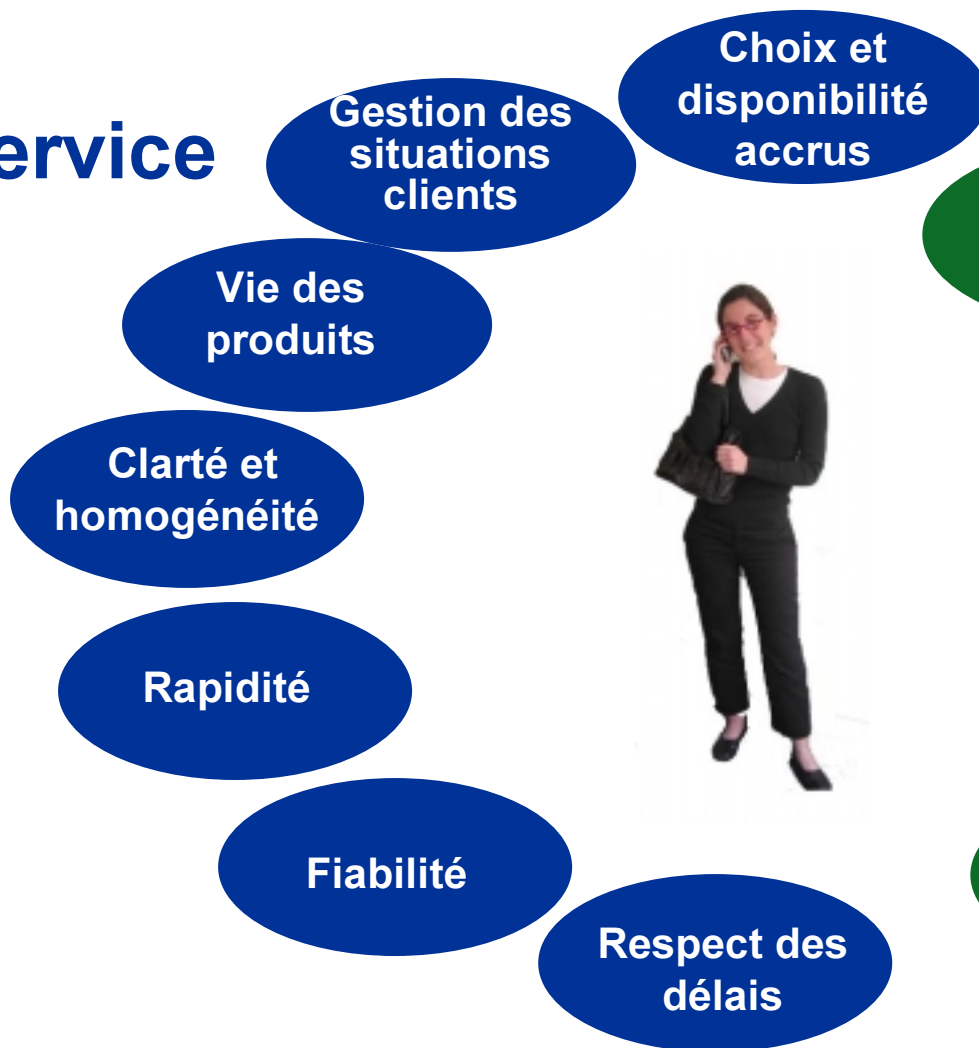 Choix et
disponibilité
accrus
Gestion des
situations
clients
ervice
Vie des
produits
Clarté et
homogénéité
Rapidité
Fiabilité
Respect des
délais